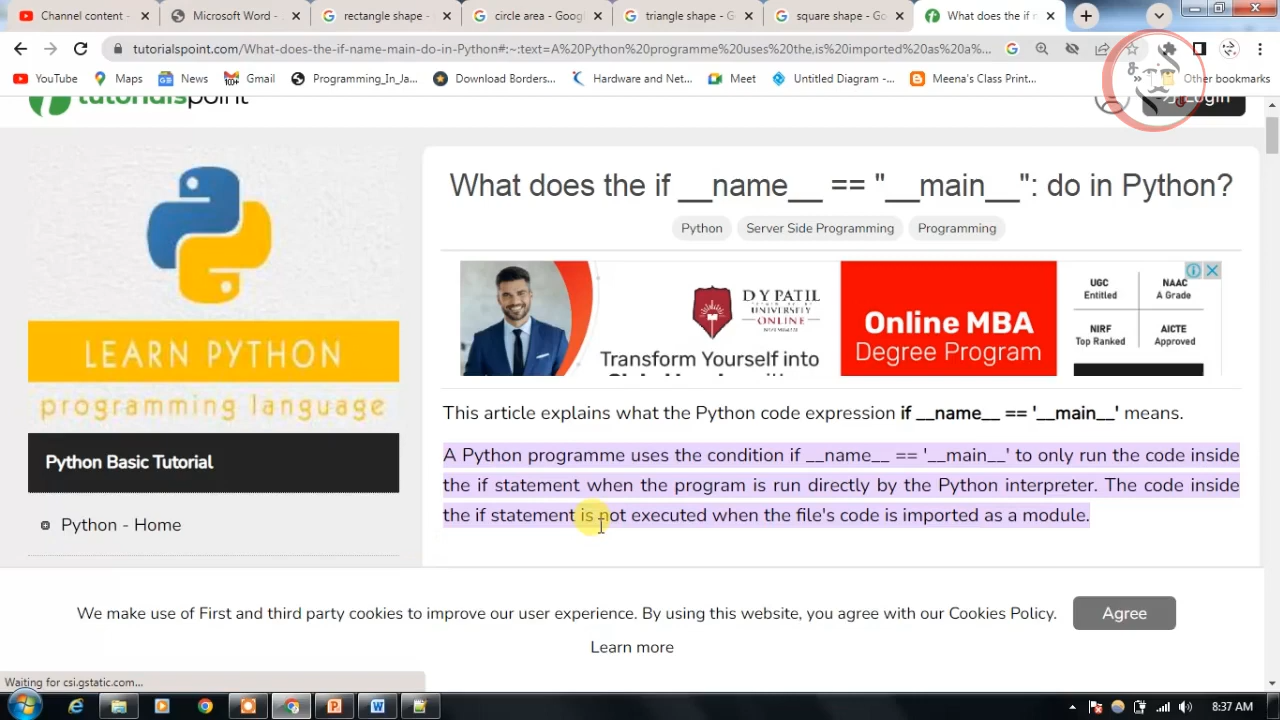 Channel content -
Microsoft Word -
rectangle shape -
circle area - Goog
triangle shape - G
square shape - Go
What does the if
tutorialspoint.com/What-does-the-if-name-main-do-in-Python#:~:text=A%20Python%20programme%20uses%20the,is%20imported%20as%20a%...
YouTube
Maps
News
Gmail
Programming_In_Ja...
Download Borders...
Hardware and Net...
Meet
Untitled Diagram -...
Meena's Class Print...
Other bookmarks
tutorialspoint
Login
What does the if __name__ == "__main__": do in Python?
Python
Server Side Programming
Programming
D Y PATIL
UNIVERSITY
ONLINE
Transform Yourself into
Online MBA
Degree Program
UGC
Entitled
NAAC
A Grade
NIRF
Top Ranked
AICTE
Approved
LEARN PYTHON
programming language
This article explains what the Python code expression if __name__ == '__main__' means.
Python Basic Tutorial
A Python programme uses the condition if __name__ == '__main__' to only run the code inside
the if statement when the program is run directly by the Python interpreter. The code inside
the if statement is not executed when the file's code is imported as a module.
Python - Home
We make use of First and third party cookies to improve our user experience. By using this website, you agree with our Cookies Policy.
Agree
Learn more
Waiting for csi.gstatic.com...
8:37 AM